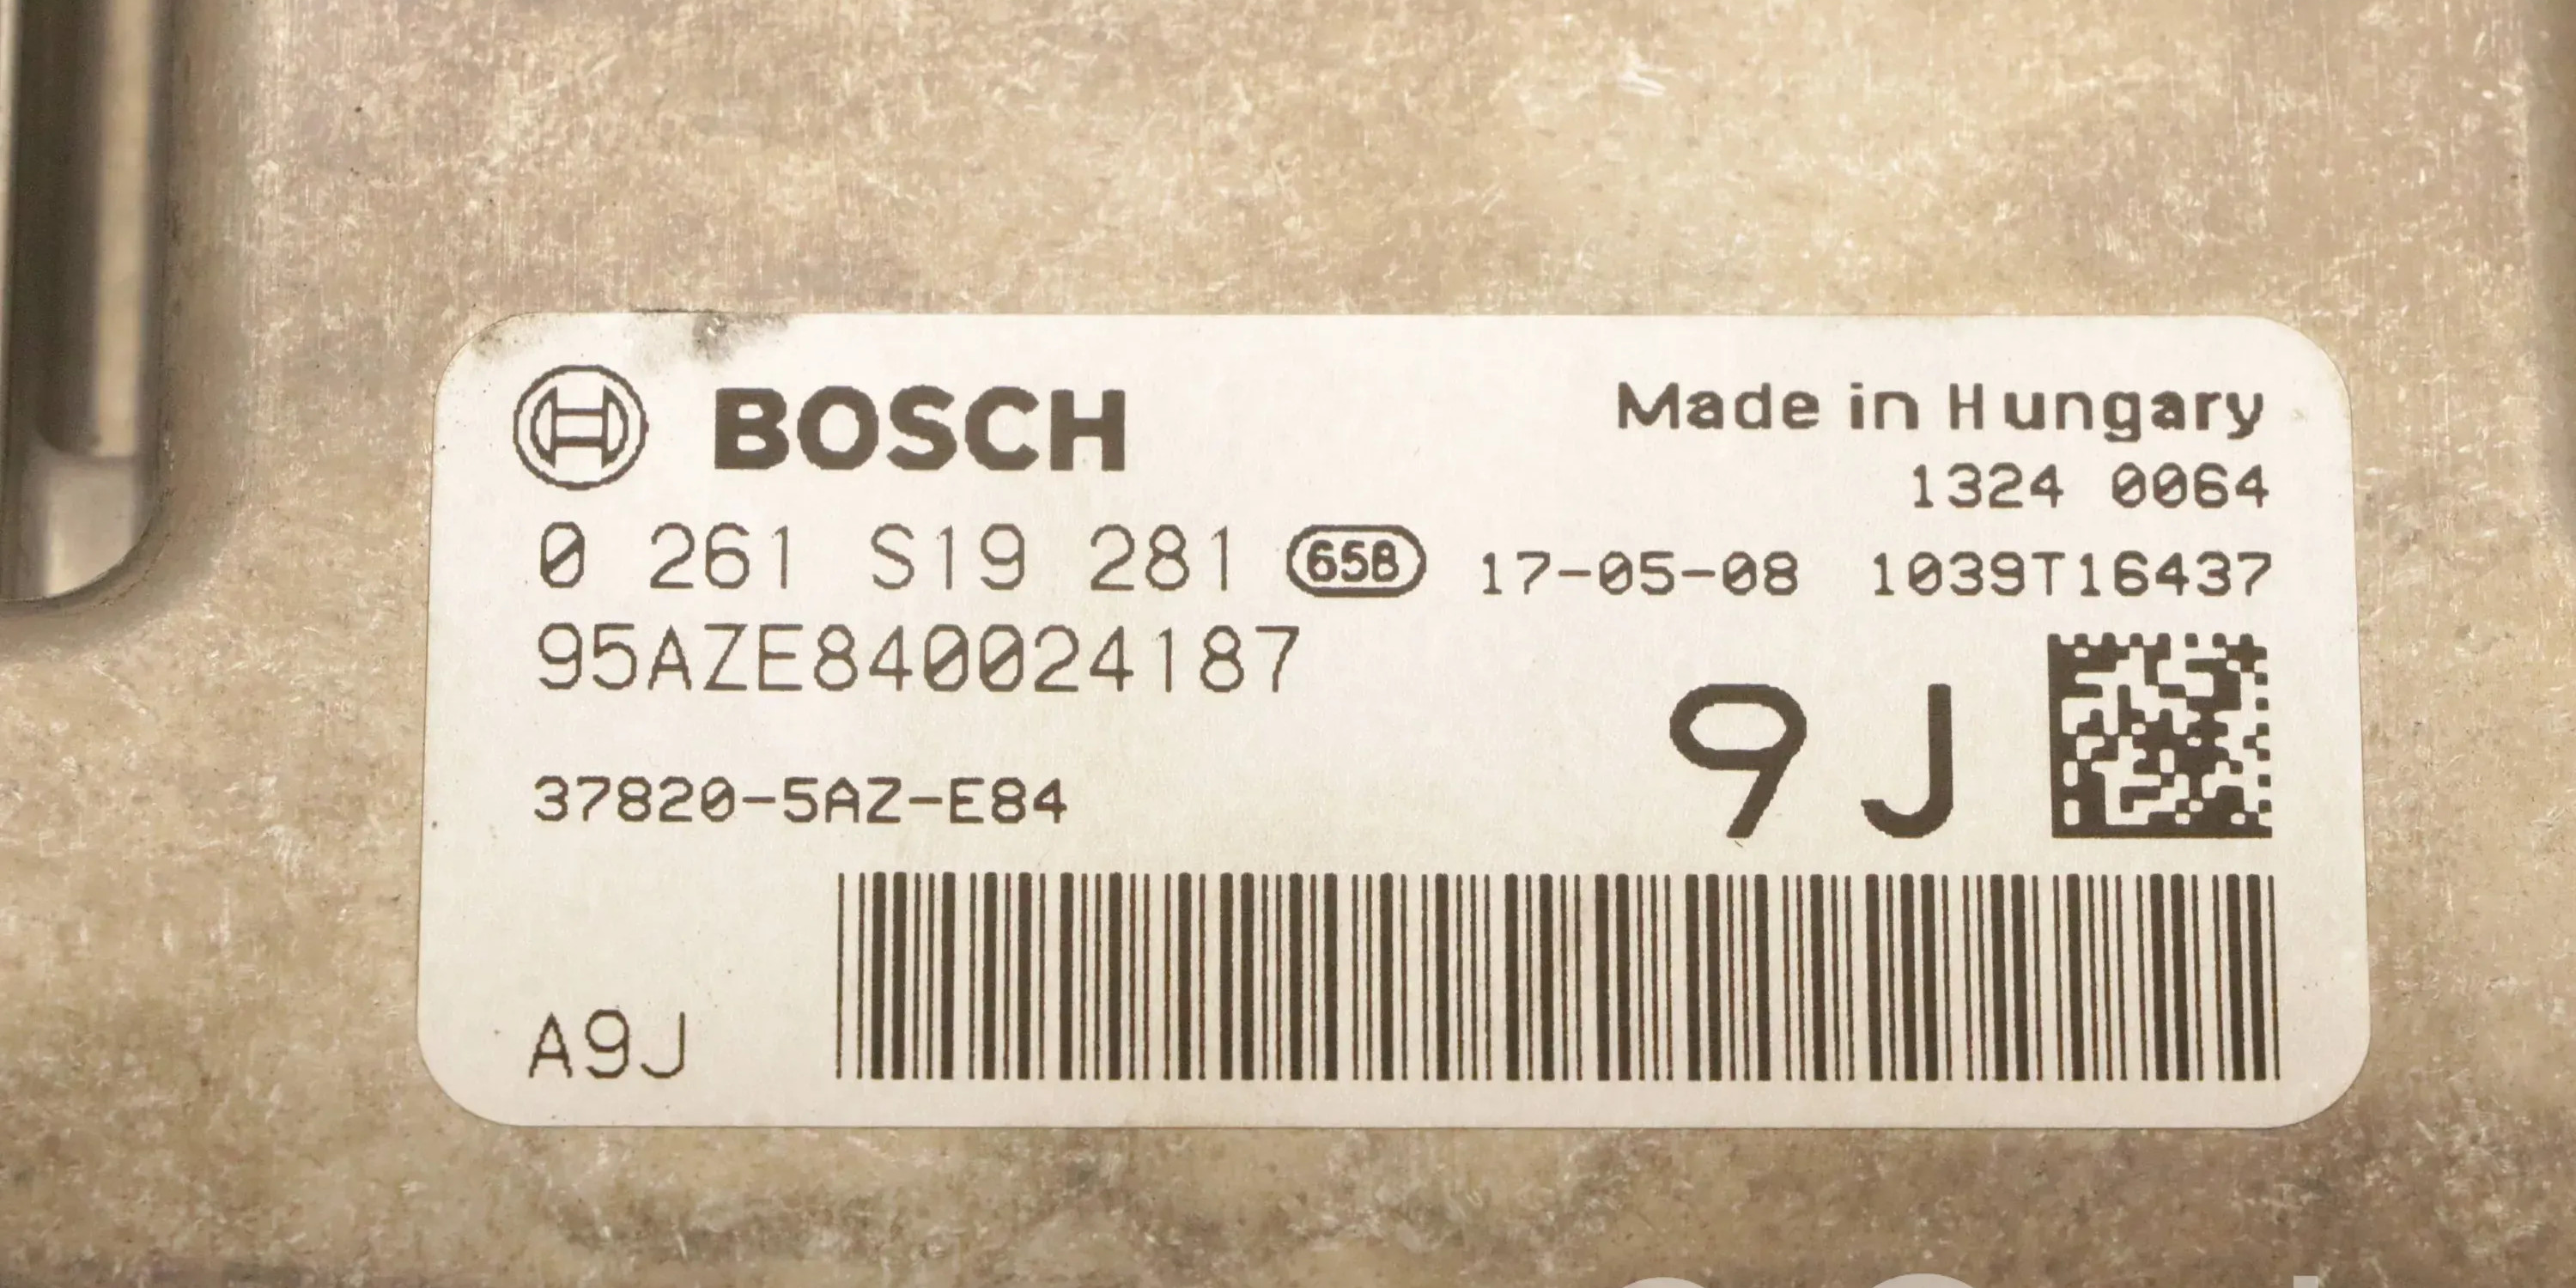 BOSCH
Made in Hungary
1324 0064
0 261 S19 281 65B 17-05-08 1039T16437
95AZE840024187
9J
37820-5AZ-E84
A9J